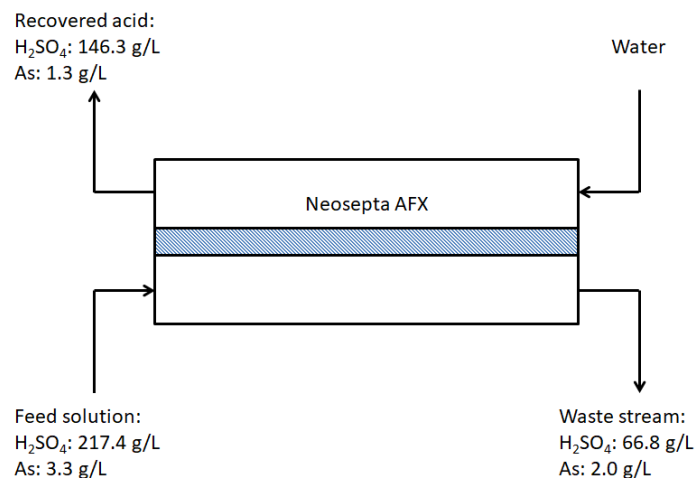 Recovered acid:
H₂SO₄: 146.3 g/L
As: 1.3 g/L
Water
Neosepta AFX
Feed solution:
H₂SO₄: 217.4 g/L
As: 3.3 g/L
Waste stream:
H₂SO₄: 66.8 g/L
As: 2.0 g/L